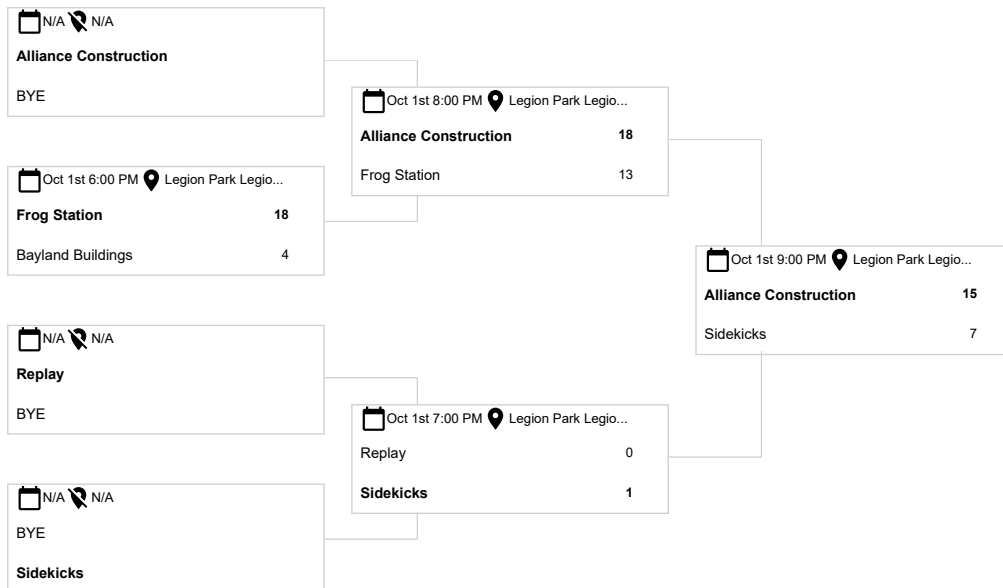 N/A N/A
Alliance Construction
BYE
Oct 1st 6:00 PM Legion Park Legio...
Frog Station 18
Bayland Buildings 4
N/A N/A
Replay
BYE
N/A N/A
BYE
Sidekicks
Oct 1st 8:00 PM Legion Park Legio...
Alliance Construction 18
Frog Station 13
Oct 1st 7:00 PM Legion Park Legio...
Replay 0
Sidekicks 1
Oct 1st 9:00 PM Legion Park Legio...
Alliance Construction 15
Sidekicks 7